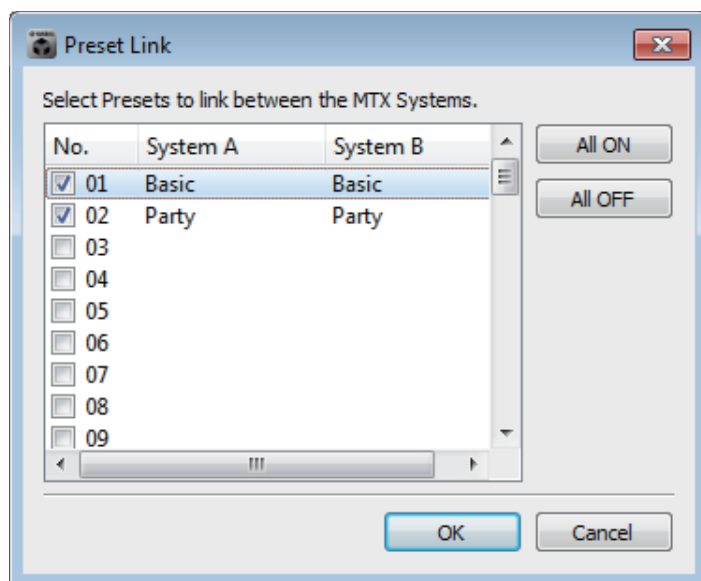 Preset Link
Select Presets to link between the MTX Systems.
No. System A System B
01 Basic Basic
02 Party Party
03
04
05
06
07
08
09
All ON
All OFF
OK Cancel